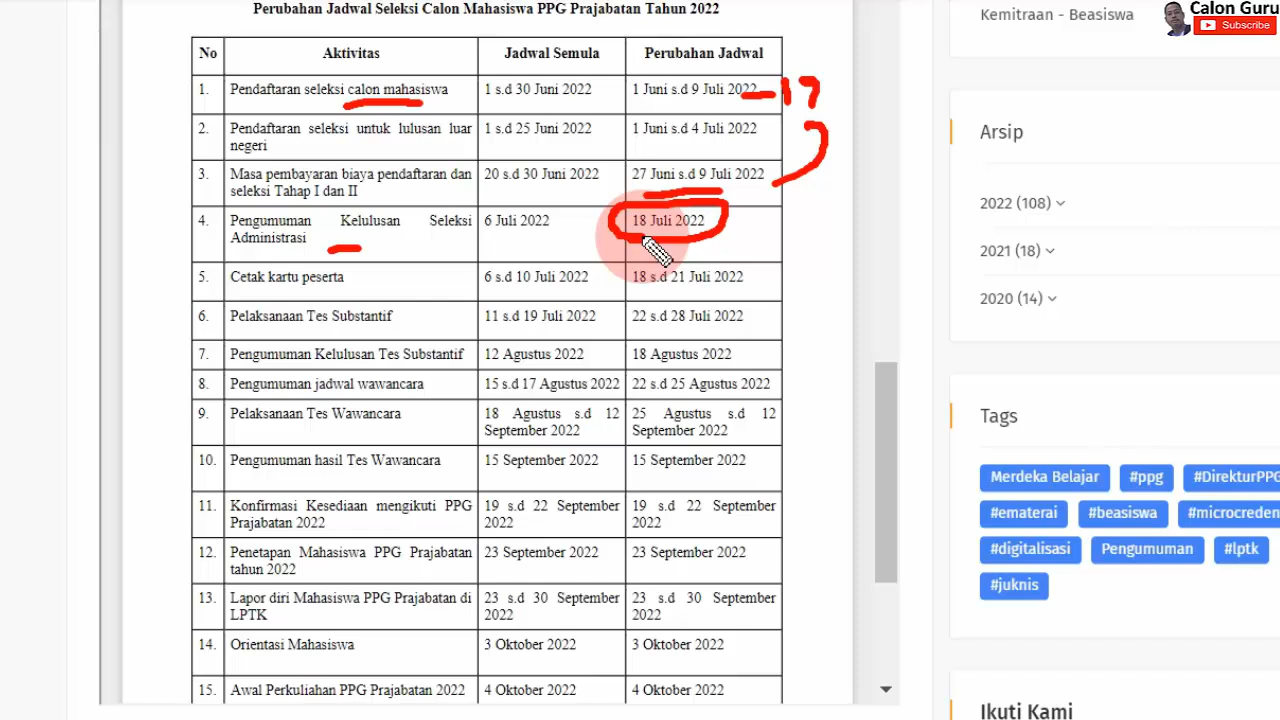 Perubahan Jadwal Seleksi Calon Mahasiswa PPG Prajabatan Tahun 2022
No Aktivitas Jadwal Semula Perubahan Jadwal
1. Pendaftaran seleksi calon mahasiswa 1 s.d 30 Juni 2022 1 Juni s.d 9 Juli 2022 17
2. Pendaftaran seleksi untuk lulusan luar
negeri 1 s.d 25 Juni 2022 1 Juni s.d 4 Juli 2022
3. Masa pembayaran biaya pendaftaran dan
seleksi Tahap I dan II 20 s.d 30 Juni 2022 27 Juni s.d 9 Juli 2022
4. Pengumuman Kelulusan Seleksi
Administrasi 6 Juli 2022 18 Juli 2022
5. Cetak kartu peserta 6 s.d 10 Juli 2022 18 s.d 21 Juli 2022
6. Pelaksanaan Tes Substantif 11 s.d 19 Juli 2022 22 s.d 28 Juli 2022
7. Pengumuman Kelulusan Tes Substantif 12 Agustus 2022 18 Agustus 2022
8. Pengumuman jadwal wawancara 15 s.d 17 Agustus 2022 22 s.d 25 Agustus 2022
9. Pelaksanaan Tes Wawancara 18 Agustus s.d 12
September 2022 25 Agustus s.d 12
September 2022
10. Pengumuman hasil Tes Wawancara 15 September 2022 15 September 2022
11. Konfirmasi Kesediaan mengikuti PPG
Prajabatan 2022 19 s.d 22 September
2022 19 s.d 22 September
2022
12. Penetapan Mahasiswa PPG Prajabatan
tahun 2022 23 September 2022 23 September 2022
13. Lapor diri Mahasiswa PPG Prajabatan di
LPTK 23 s.d 30 September
2022 23 s.d 30 September
2022
14. Orientasi Mahasiswa 3 Oktober 2022 3 Oktober 2022
15. Awal Perkuliahan PPG Prajabatan 2022 4 Oktober 2022 4 Oktober 2022
Kemitraan - Beasiswa
Calon Guru
Subscribe
Arsip
2022 (108)
2021 (18)
2020 (14)
Tags
Merdeka Belajar #ppg #DirekturPPG
#ematerai #beasiswa #microcreden
#digitalisasi Pengumuman #lptk
#juknis
Ikuti Kami